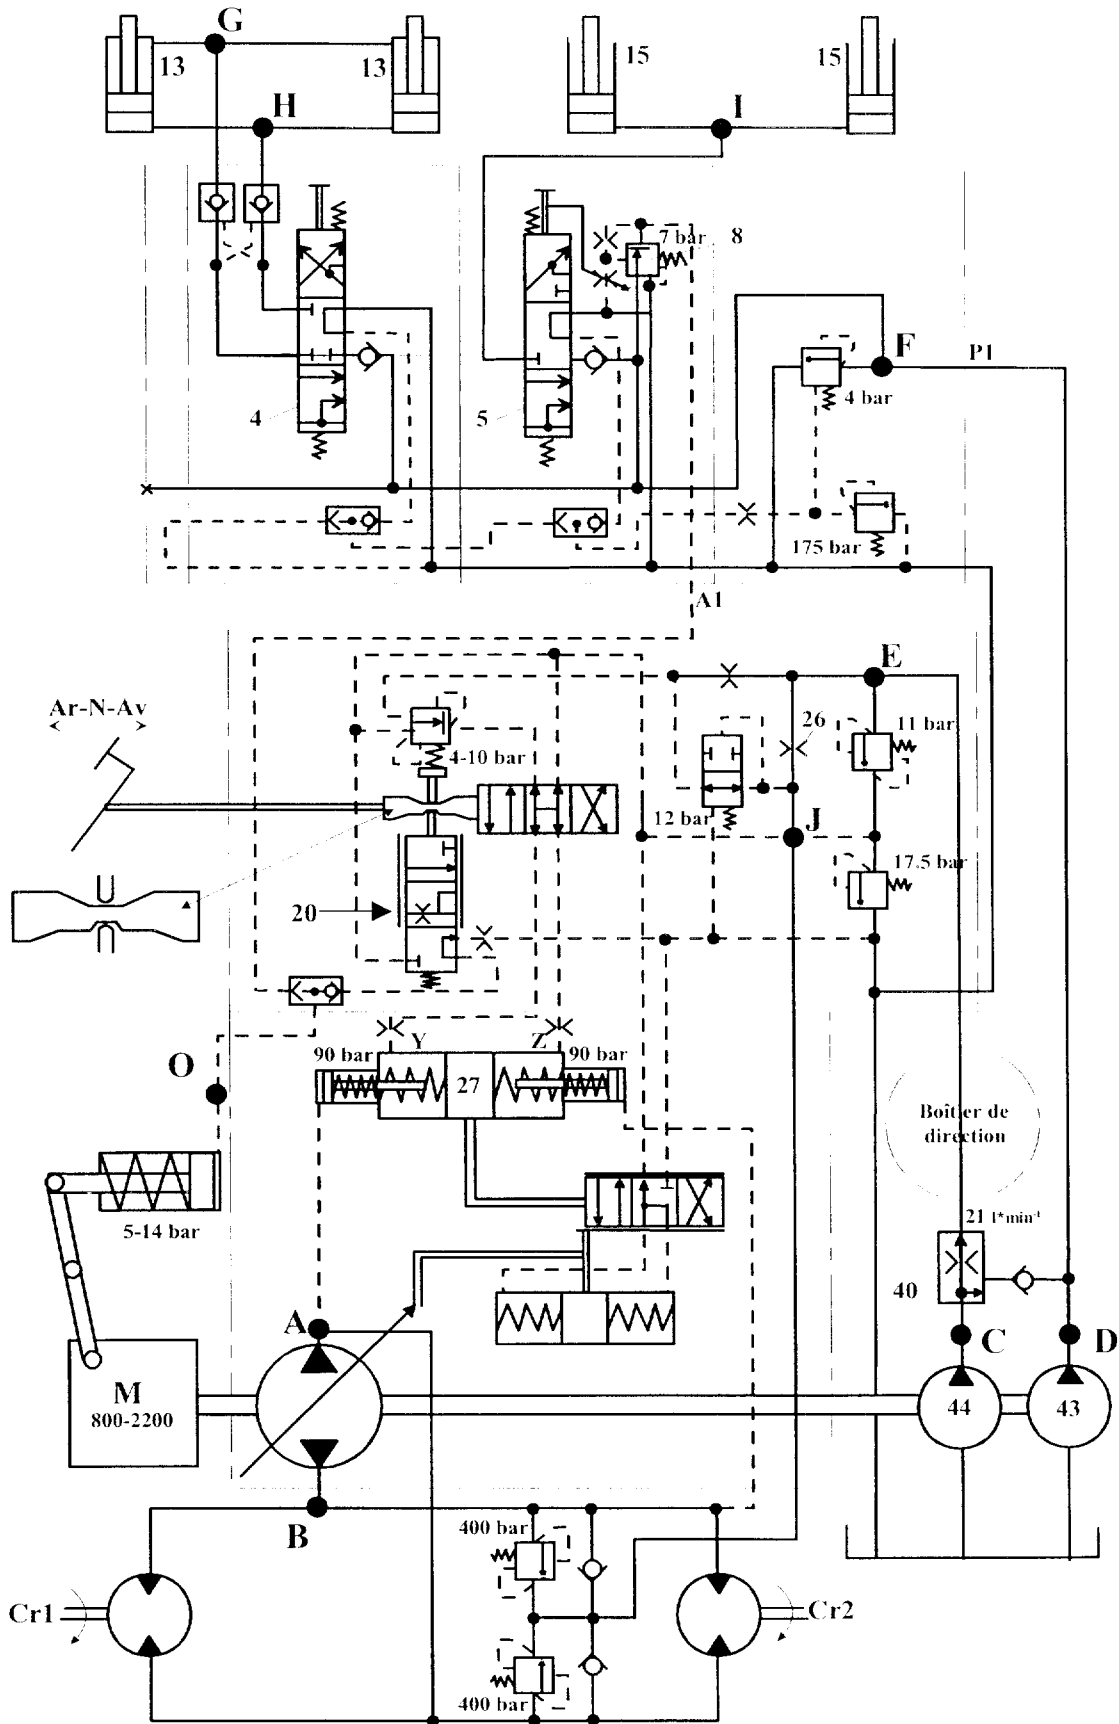 G
13
13
15
15
H
I
7 bar
8
F
P1
4 bar
4
5
175 bar
A1
E
Ar-N-Av
11 bar
26
4-10 bar
12 bar
J
17.5 bar
20
Y
Z
90 bar
90 bar
27
O
Boîtier de
direction
5-14 bar
21 l*min-1
40
A
C
D
M
800-2200
44
43
B
400 bar
Cr1
Cr2
400 bar